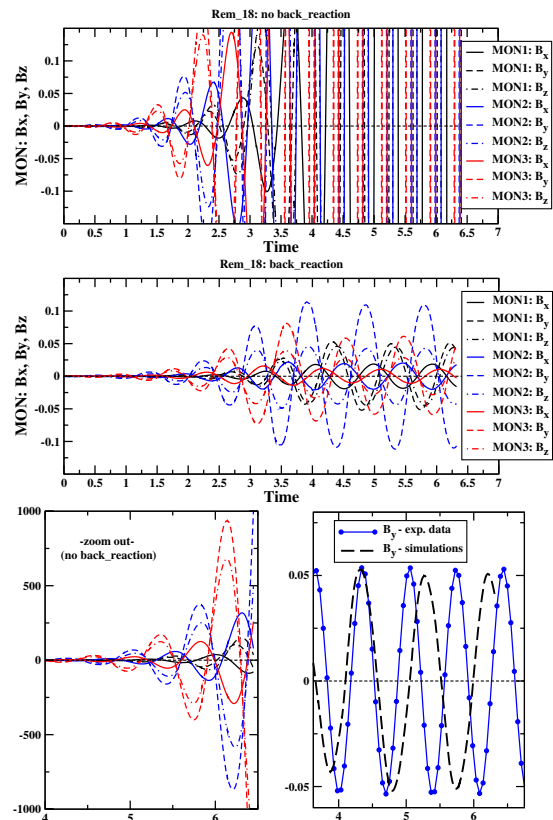 Rem_18: no back_reaction
MON: Bx, By, Bz
0.1
0.05
0
-0.05
-0.1
MON1: Bx
MON1: By
MON1: Bz
MON2: Bx
MON2: By
MON2: Bz
MON3: Bx
MON3: By
MON3: Bz
0 0.5 1 1.5 2 2.5 3 3.5 4 4.5 5 5.5 6 6.5 7
Time
Rem_18: back_reaction
MON: Bx, By, Bz
0.1
0.05
0
-0.05
-0.1
MON1: Bx
MON1: By
MON1: Bz
MON2: Bx
MON2: By
MON2: Bz
MON3: Bx
MON3: By
MON3: Bz
0 0.5 1 1.5 2 2.5 3 3.5 4 4.5 5 5.5 6 6.5 7
Time
-zoom out-
(no back_reaction)
1000
500
0
-500
-1000
4 5 6
By - exp. data
By - simulations
0.05
0
-0.05
4 5 6